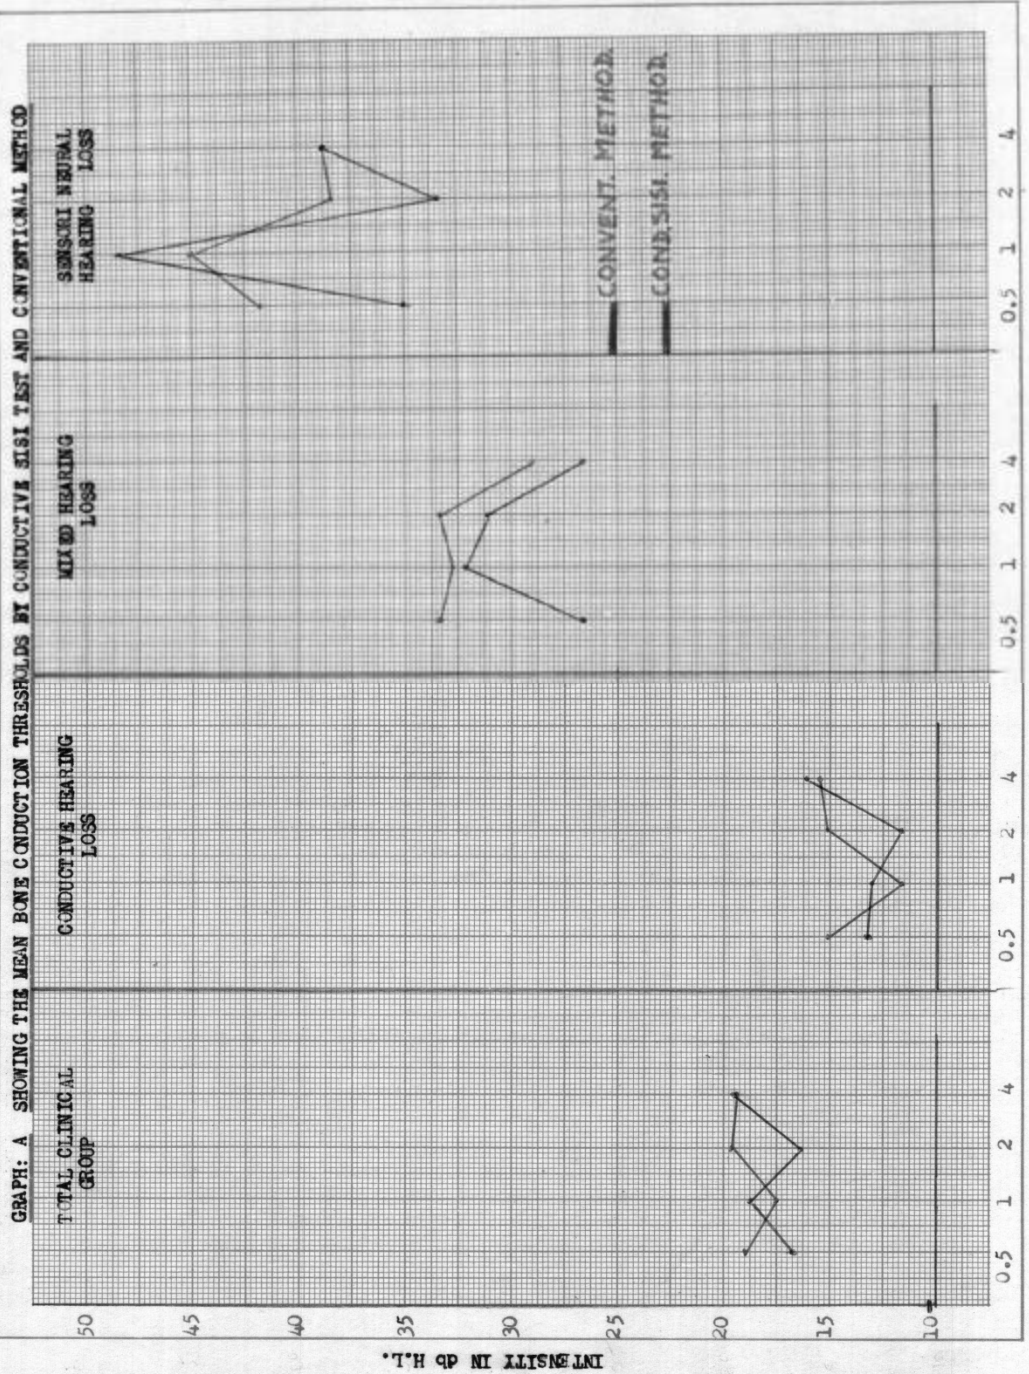 GRAPH: A SHOWING THE MEAN BONE CONDUCTION THRESHOLDS BY CONDUCTIVE SISI TEST AND CONVENTIONAL METHOD
TOTAL CLINICAL
GROUP
CONDUCTIVE HEARING
LOSS
MIXED HEARING
LOSS
SENSORI NEURAL
HEARING LOSS
CONVENT. METHOD.
COND.SISI. METHOD.
INTENSITY IN db H.L.
50
45
40
35
30
25
20
15
10
0.5 1 2 4 0.5 1 2 4 0.5 1 2 4 0.5 1 2 4